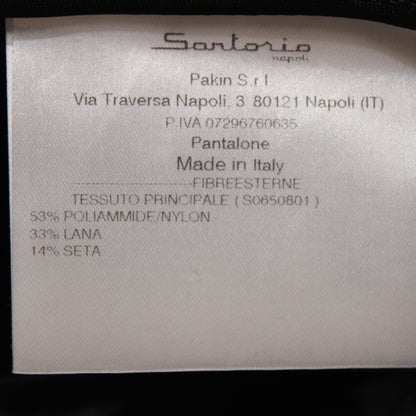 Sartorio
napoli
Pakin S.r.l
Via Traversa Napoli, 3 80121 Napoli (IT)
P.IVA 07296760635
Pantalone
Made in Italy
------------------------FIBREESTERNE
TESSUTO PRINCIPALE ( S0650801 )
53% POLIAMMIDE/NYLON
33% LANA
14% SETA